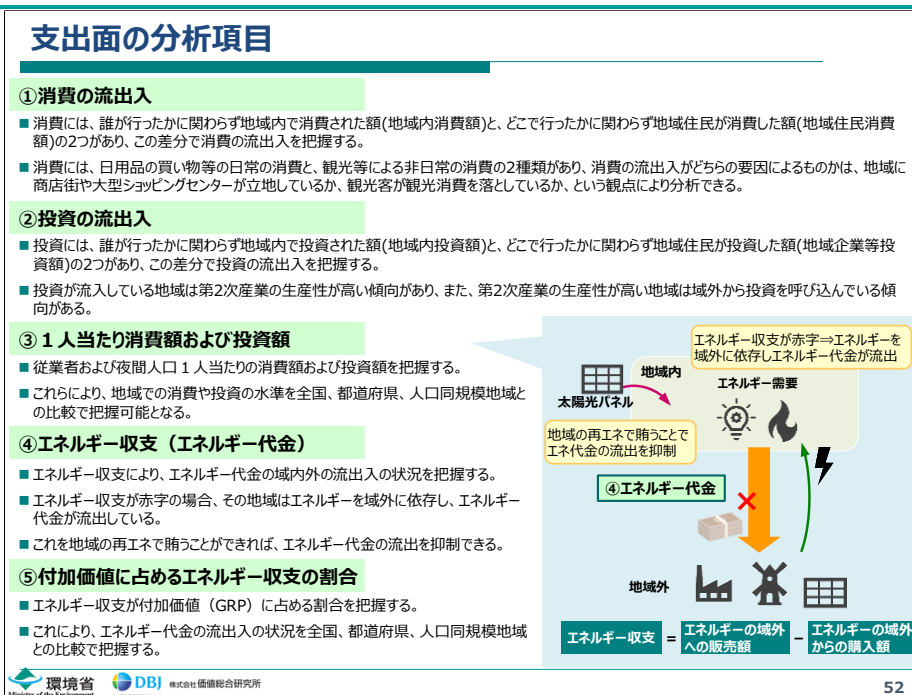 支出面の分析項目
①消費の流出入
■消費には、誰が行ったかに関わらず地域内で消費された額(地域内消費額)と、どこで行ったかに関わらず地域住民が消費した額(地域住民消費
額)の2つがあり、この差分で消費の流出入を把握する。
■消費には、日用品の買い物等の日常の消費と、観光等による非日常の消費の2種類があり、消費の流出入がどちらの要因によるものかは、地域に
商店街や大型ショッピングセンターが立地しているか、観光客が観光消費を落としているか、という観点により分析できる。
②投資の流出入
■投資には、誰が行ったかに関わらず地域内で投資された額(地域内投資額)と、どこで行ったかに関わらず地域住民が投資した額(地域企業等投
資額)の2つがあり、この差分で投資の流出入を把握する。
■投資が流入している地域は第2次産業の生産性が高い傾向があり、また、第2次産業の生産性が高い地域は域外から投資を呼び込んでいる傾
向がある。
③１人当たり消費額および投資額
■従業者および夜間人口１人当たりの消費額および投資額を把握する。
■これらにより、地域での消費や投資の水準を全国、都道府県、人口同規模地域と
の比較で把握可能となる。
④エネルギー収支（エネルギー代金）
■エネルギー収支により、エネルギー代金の域内外の流出入の状況を把握する。
■エネルギー収支が赤字の場合、その地域はエネルギーを域外に依存し、エネルギー
代金が流出している。
■これを地域の再エネで賄うことができれば、エネルギー代金の流出を抑制できる。
⑤付加価値に占めるエネルギー収支の割合
■エネルギー収支が付加価値（GRP）に占める割合を把握する。
■これにより、エネルギー代金の流出入の状況を全国、都道府県、人口同規模地域
との比較で把握する。
エネルギー収支が赤字⇒エネルギーを
域外に依存しエネルギー代金が流出
地域内
エネルギー需要
太陽光パネル
地域の再エネで賄うことで
エネ代金の流出を抑制
④エネルギー代金
地域外
エネルギー収支 = エネルギーの域外
への販売額 − エネルギーの域外
からの購入額
環境省
Ministry of the Environment
DBJ 株式会社価値総合研究所
52